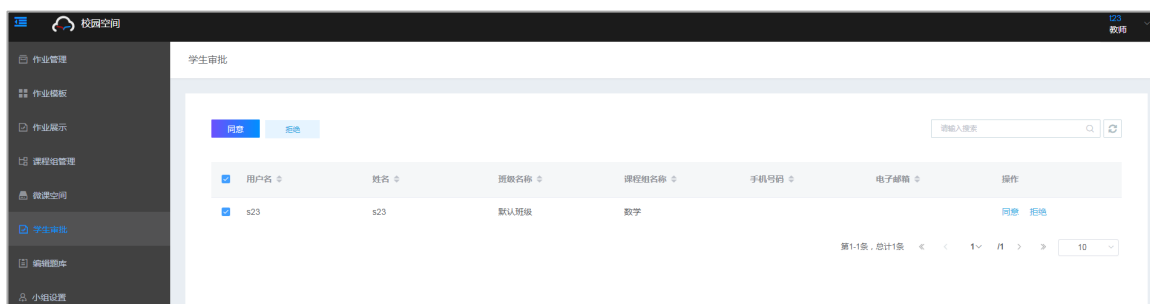 校园空间
t23
教师
作业管理
作业模板
作业展示
课程组管理
微课空间
学生审批
编辑题库
小组设置
学生审批
同意 拒绝 请输入搜索
用户名 姓名 班级名称 课程组名称 手机号码 电子邮箱 操作
s23 s23 默认班级 数学 同意 拒绝
第1-1条，总计1条 « < 1 /1 > » 10